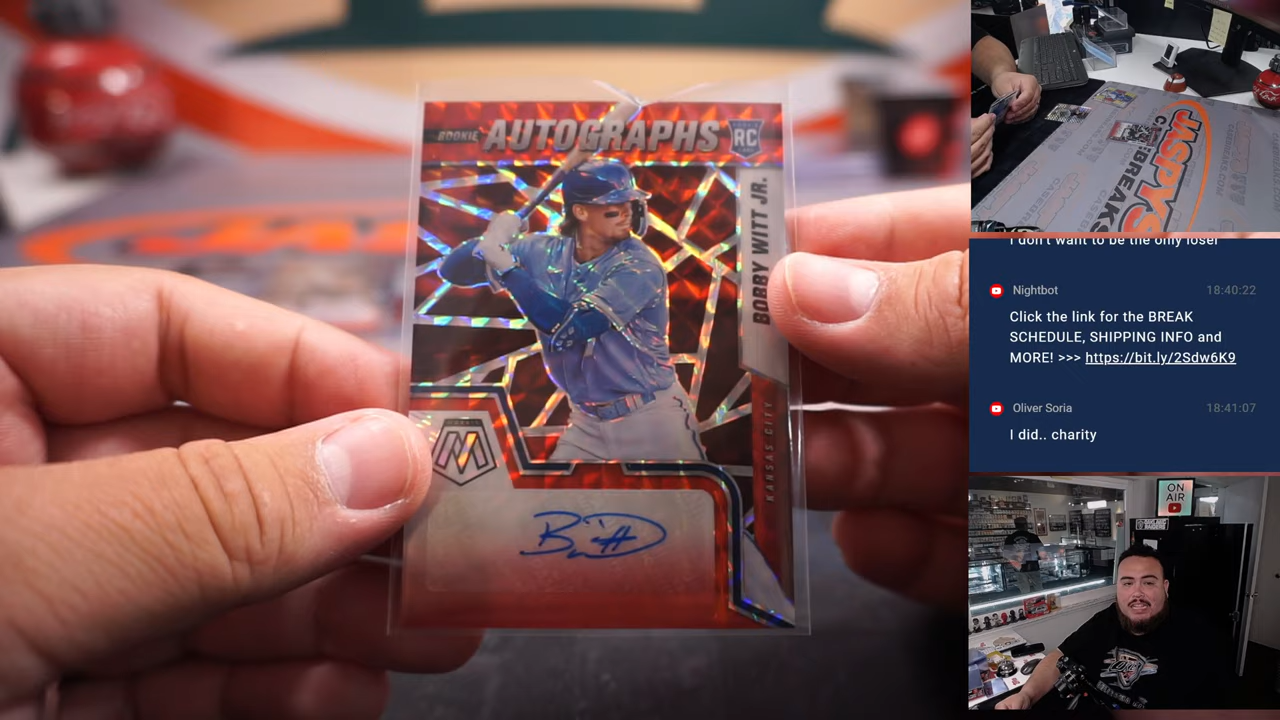 ROOKIE AUTOGRAPHS RC
BOBBY WITT JR.
KANSAS CITY
M
JASPY'S
CASEBREAKS
I don't want to be the only loser
Nightbot 18:40:22
Click the link for the BREAK
SCHEDULE, SHIPPING INFO and
MORE! >>> https://bit.ly/2Sdw6K9
Oliver Soria 18:41:07
I did.. charity
ON
AIR